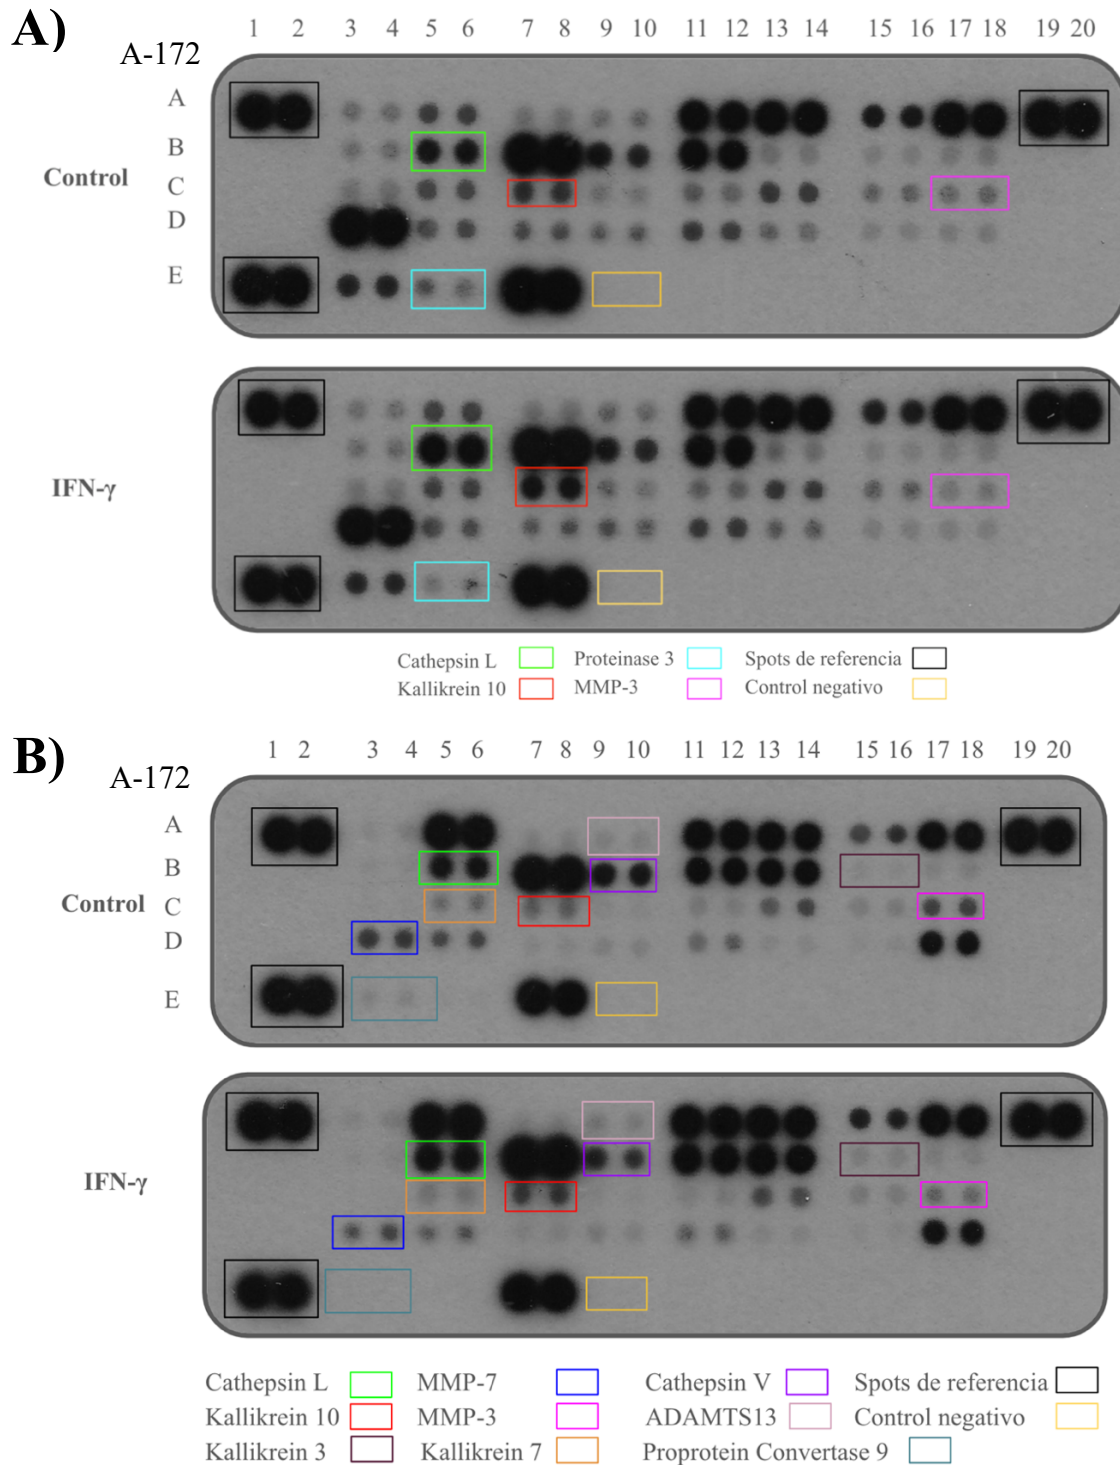 A)
1 2 3 4 5 6 7 8 9 10 11 12 13 14 15 16 17 18 19 20
A-172
A
B
Control
C
D
E
IFN-γ
Cathepsin L Proteinase 3 Spots de referencia
Kallikrein 10 MMP-3 Control negativo
B)
1 2 3 4 5 6 7 8 9 10 11 12 13 14 15 16 17 18 19 20
A-172
A
B
Control C
D
E
IFN-γ
Cathepsin L MMP-7 Cathepsin V Spots de referencia
Kallikrein 10 MMP-3 ADAMTS13 Control negativo
Kallikrein 3 Kallikrein 7 Proprotein Convertase 9